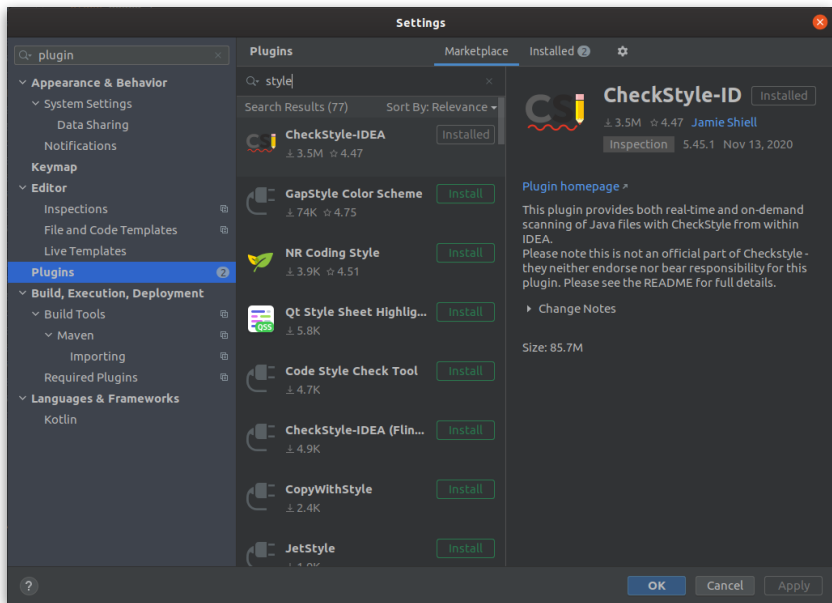 Settings
plugin
Appearance & Behavior
System Settings
Data Sharing
Notifications
Keymap
Editor
Inspections
File and Code Templates
Live Templates
Plugins 2
Build, Execution, Deployment
Build Tools
Maven
Importing
Required Plugins
Languages & Frameworks
Kotlin
?
Plugins Marketplace Installed 2
style
Search Results (77) Sort By: Relevance
CheckStyle-IDEA Installed
3.5M 4.47
GapStyle Color Scheme Install
74K 4.75
NR Coding Style Install
3.9K 4.51
Qt Style Sheet Highlig... Install
QSS
5.8K
Code Style Check Tool Install
4.7K
CheckStyle-IDEA (Flin... Install
4.9K
CopyWithStyle Install
2.4K
JetStyle Install
CheckStyle-ID Installed
3.5M 4.47 Jamie Shiell
Inspection 5.45.1 Nov 13, 2020
Plugin homepage
This plugin provides both real-time and on-demand
scanning of Java files with CheckStyle from within
IDEA.
Please note this is not an official part of Checkstyle -
they neither endorse nor bear responsibility for this
plugin. Please see the README for full details.
Change Notes
Size: 85.7M
OK Cancel Apply